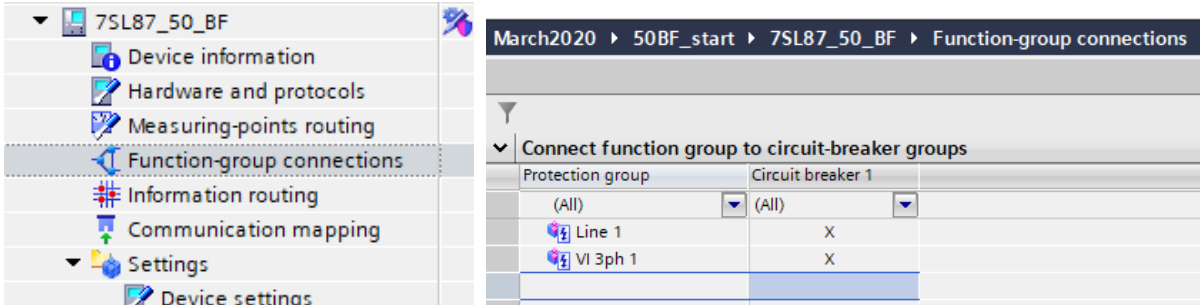 7SL87_50_BF
Device information
Hardware and protocols
Measuring-points routing
Function-group connections
Information routing
Communication mapping
Settings
Device settings
March2020 50BF_start 7SL87_50_BF Function-group connections
Connect function group to circuit-breaker groups
Protection group Circuit breaker 1
(All) (All)
Line 1 X
VI 3ph 1 X